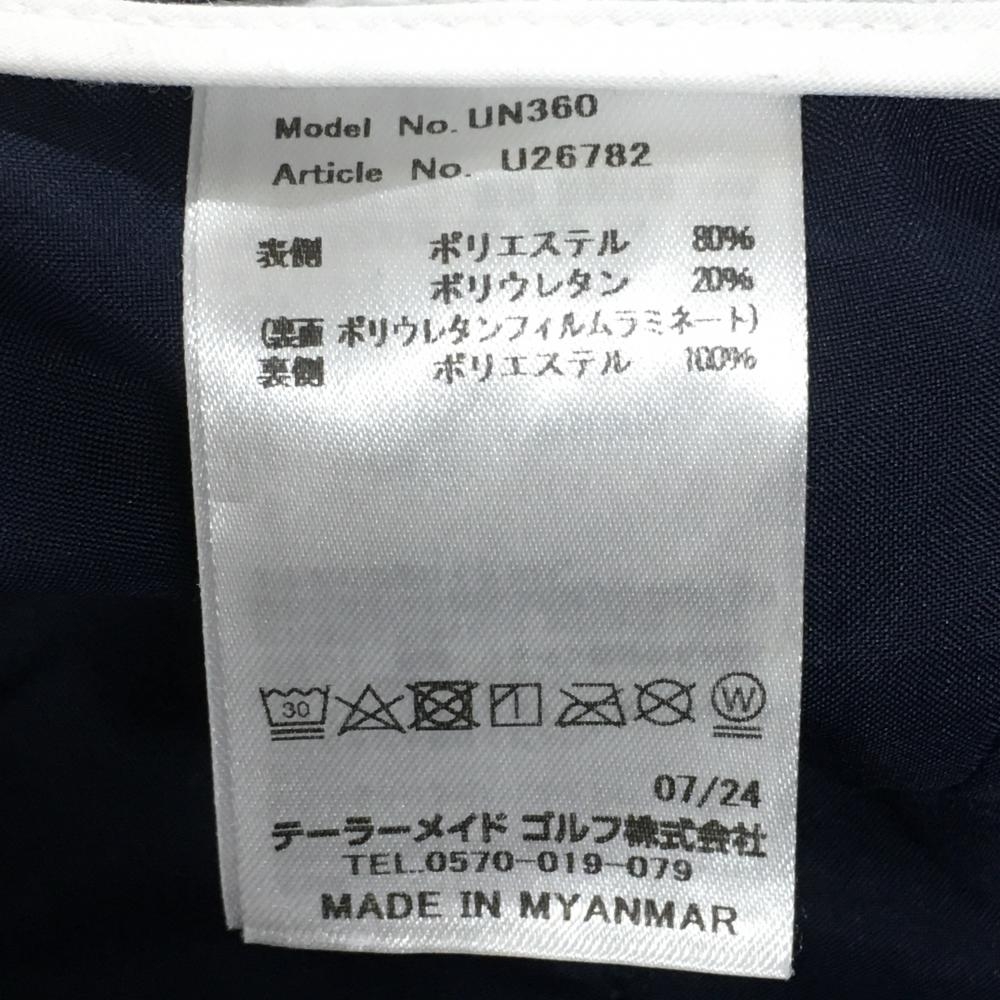 Model No. UN360
Article No. U26782
表側 ポリエステル 80%
ポリウレタン 20%
(裏面 ポリウレタンフィルムラミネート)
裏側 ポリエステル 100%
30 W
07/24
テーラーメイド ゴルフ株式会社
TEL.0570-019-079
MADE IN MYANMAR